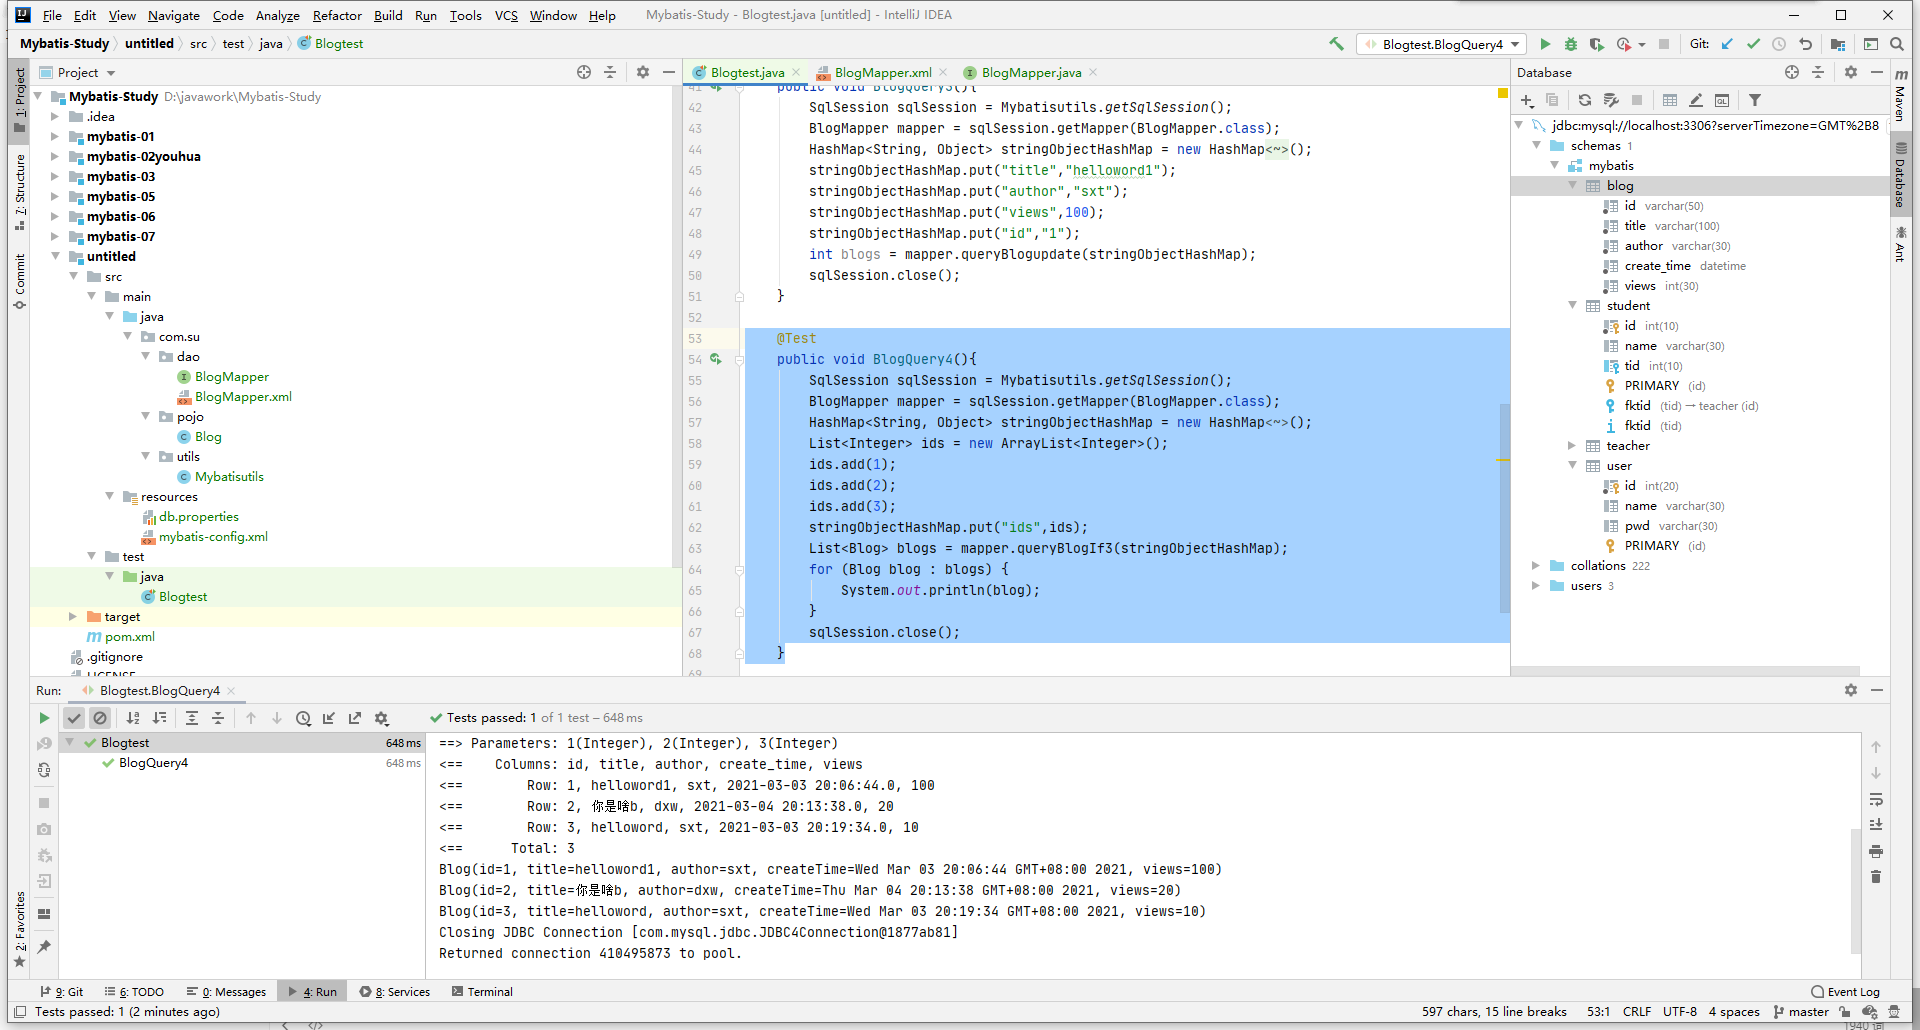 File Edit View Navigate Code Analyze Refactor Build Run Tools VCS Window Help Mybatis-Study - Blogtest.java [untitled] - IntelliJ IDEA
Mybatis-Study untitled src test java Blogtest Blogtest.BlogQuery4 Git:
1: Project
7: Structure
Commit
2: Favorites
Project
Mybatis-Study D:\javawork\Mybatis-Study
.idea
mybatis-01
mybatis-02youhua
mybatis-03
mybatis-05
mybatis-06
mybatis-07
untitled
src
main
java
com.su
dao
BlogMapper
BlogMapper.xml
pojo
Blog
utils
Mybatisutils
resources
db.properties
mybatis-config.xml
test
java
Blogtest
target
pom.xml
.gitignore
LICENSE
Blogtest.java BlogMapper.xml BlogMapper.java
41 public void BlogQuery3(){
42 SqlSession sqlSession = Mybatisutils.getSqlSession();
43 BlogMapper mapper = sqlSession.getMapper(BlogMapper.class);
44 HashMap<String, Object> stringObjectHashMap = new HashMap<~>();
45 stringObjectHashMap.put("title","helloword1");
46 stringObjectHashMap.put("author","sxt");
47 stringObjectHashMap.put("views",100);
48 stringObjectHashMap.put("id","1");
49 int blogs = mapper.queryBlogupdate(stringObjectHashMap);
50 sqlSession.close();
51 }
52
53 @Test
54 public void BlogQuery4(){
55 SqlSession sqlSession = Mybatisutils.getSqlSession();
56 BlogMapper mapper = sqlSession.getMapper(BlogMapper.class);
57 HashMap<String, Object> stringObjectHashMap = new HashMap<~>();
58 List<Integer> ids = new ArrayList<Integer>();
59 ids.add(1);
60 ids.add(2);
61 ids.add(3);
62 stringObjectHashMap.put("ids",ids);
63 List<Blog> blogs = mapper.queryBlogIf3(stringObjectHashMap);
64 for (Blog blog : blogs) {
65 System.out.println(blog);
66 }
67 sqlSession.close();
68 }
69
Database
jdbc:mysql://localhost:3306?serverTimezone=GMT%2B8
schemas 1
mybatis
blog
id varchar(50)
title varchar(100)
author varchar(30)
create_time datetime
views int(30)
student
id int(10)
name varchar(30)
tid int(10)
PRIMARY (id)
fktid (tid) → teacher (id)
fktid (tid)
teacher
user
id int(20)
name varchar(30)
pwd varchar(30)
PRIMARY (id)
collations 222
users 3
Maven
Database
Ant
Run: Blogtest.BlogQuery4
Tests passed: 1 of 1 test – 648 ms
Blogtest 648 ms
BlogQuery4 648 ms
==> Parameters: 1(Integer), 2(Integer), 3(Integer)
<== Columns: id, title, author, create_time, views
<== Row: 1, helloword1, sxt, 2021-03-03 20:06:44.0, 100
<== Row: 2, 你是啥b, dxw, 2021-03-04 20:13:38.0, 20
<== Row: 3, helloword, sxt, 2021-03-03 20:19:34.0, 10
<== Total: 3
Blog(id=1, title=helloword1, author=sxt, createTime=Wed Mar 03 20:06:44 GMT+08:00 2021, views=100)
Blog(id=2, title=你是啥b, author=dxw, createTime=Thu Mar 04 20:13:38 GMT+08:00 2021, views=20)
Blog(id=3, title=helloword, author=sxt, createTime=Wed Mar 03 20:19:34 GMT+08:00 2021, views=10)
Closing JDBC Connection [com.mysql.jdbc.JDBC4Connection@1877ab81]
Returned connection 410495873 to pool.
9: Git 6: TODO 0: Messages 4: Run 8: Services Terminal Event Log
Tests passed: 1 (2 minutes ago) 597 chars, 15 line breaks 53:1 CRLF UTF-8 4 spaces master